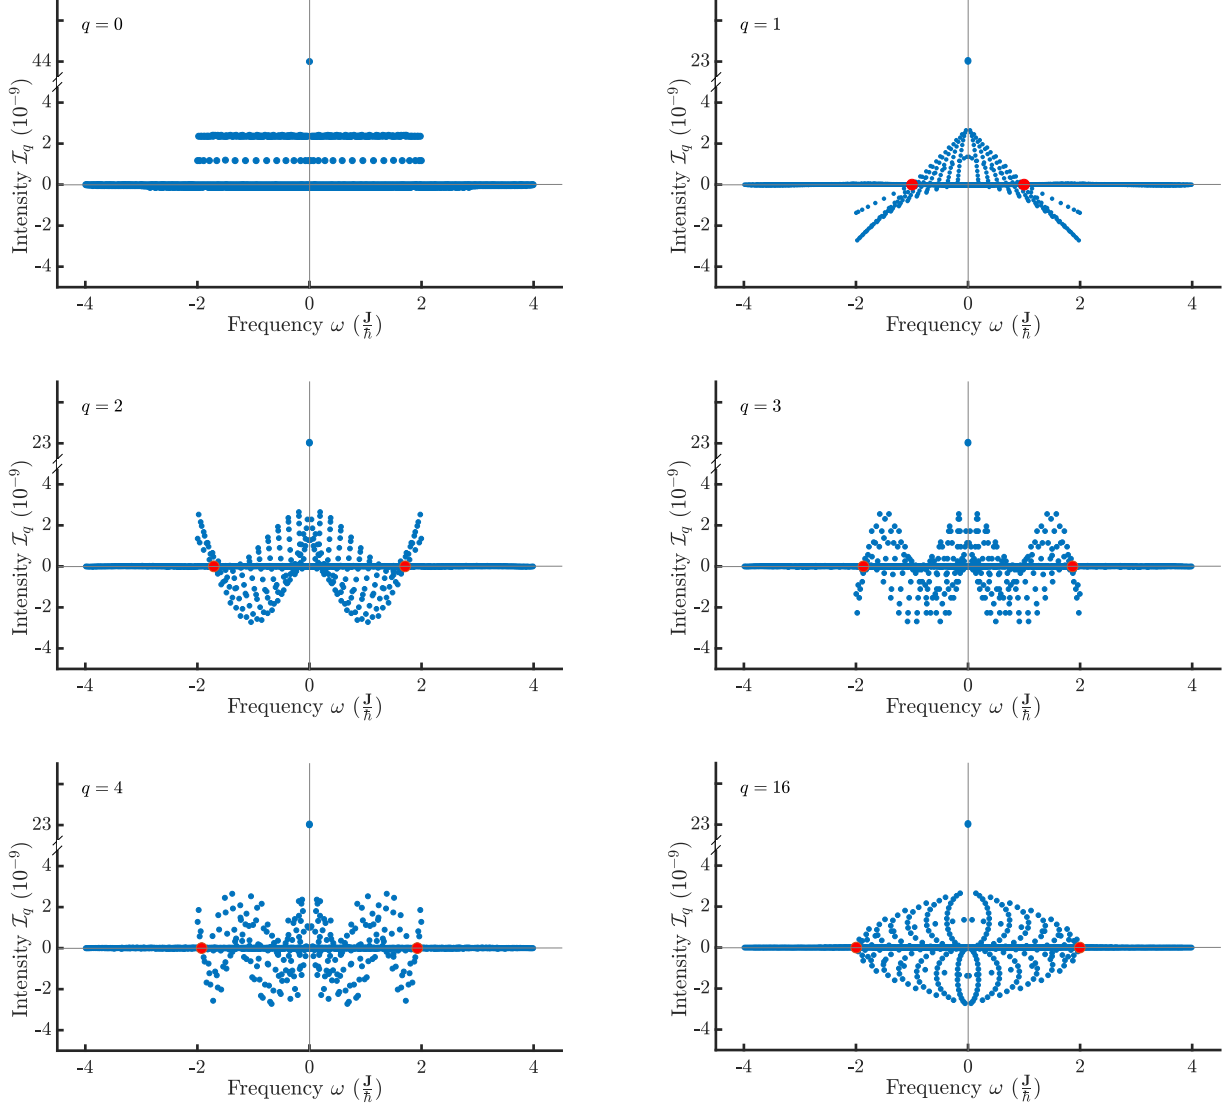 q = 0
44
4
2
0
-2
-4
Intensity ℐ_q (10⁻⁹)
-4 -2 0 2 4
Frequency ω (J/ħ)
q = 1
23
4
2
0
-2
-4
Intensity ℐ_q (10⁻⁹)
-4 -2 0 2 4
Frequency ω (J/ħ)
q = 2
23
4
2
0
-2
-4
Intensity ℐ_q (10⁻⁹)
-4 -2 0 2 4
Frequency ω (J/ħ)
q = 3
23
4
2
0
-2
-4
Intensity ℐ_q (10⁻⁹)
-4 -2 0 2 4
Frequency ω (J/ħ)
q = 4
23
4
2
0
-2
-4
Intensity ℐ_q (10⁻⁹)
-4 -2 0 2 4
Frequency ω (J/ħ)
q = 16
23
4
2
0
-2
-4
Intensity ℐ_q (10⁻⁹)
-4 -2 0 2 4
Frequency ω (J/ħ)